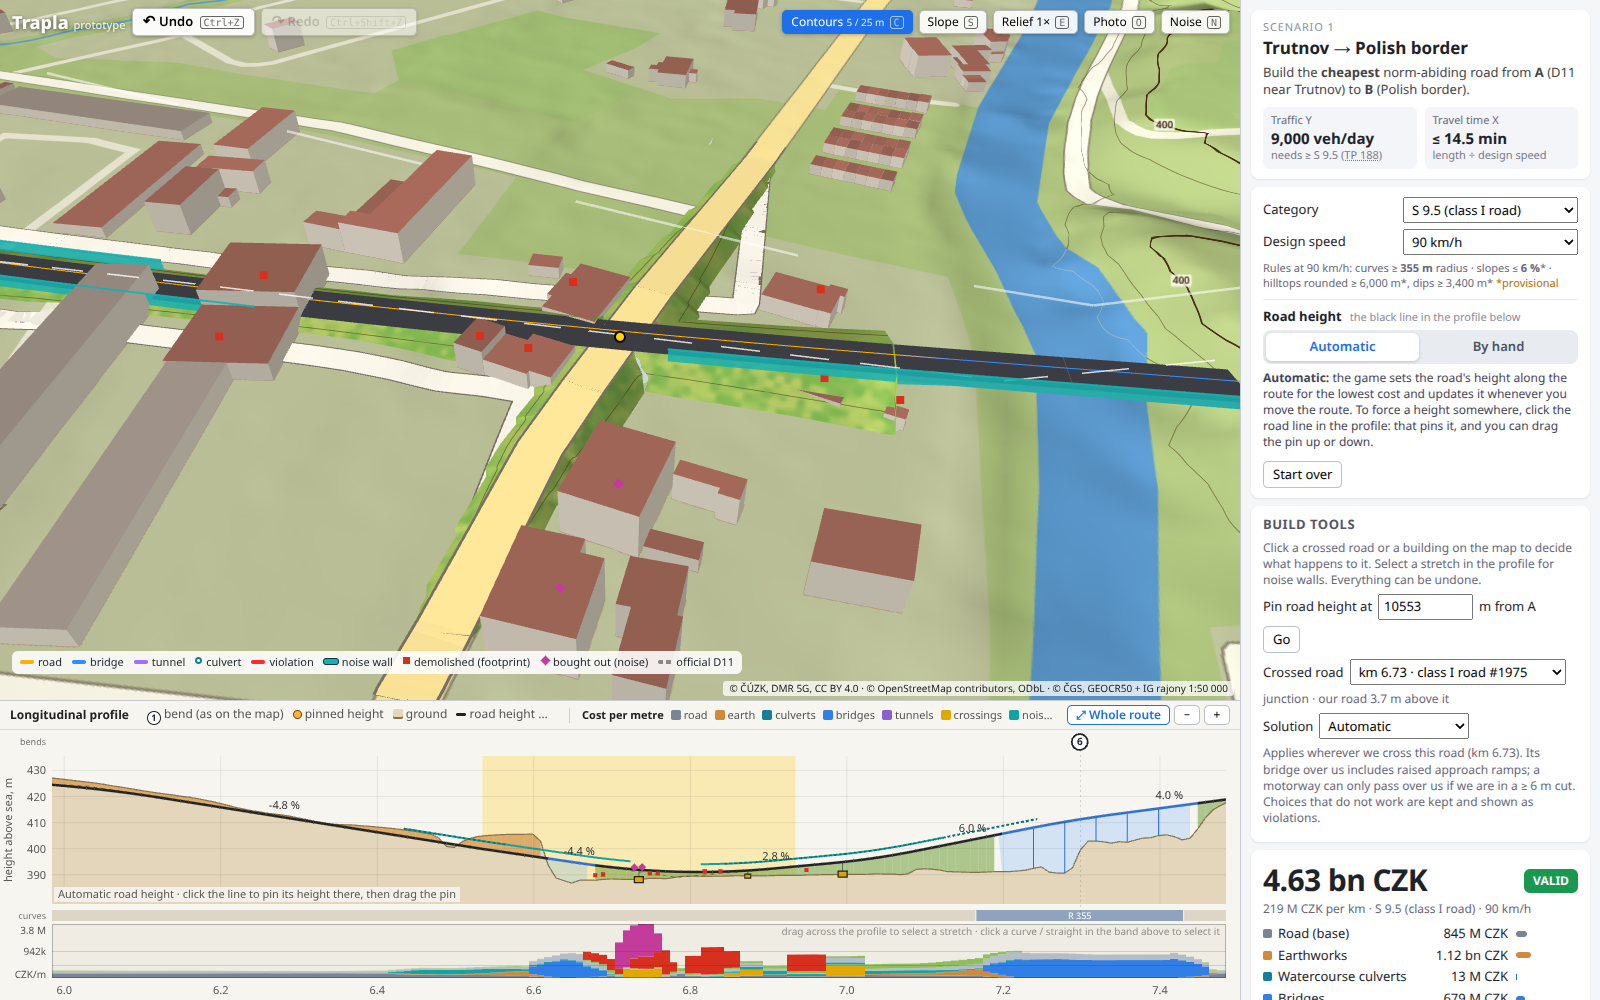 Trapla prototype
↶ Undo Ctrl+Z
↷ Redo Ctrl+Shift+Z
Contours 5 / 25 m C
Slope S
Relief 1× E
Photo O
Noise N
400
400
road
bridge
tunnel
culvert
violation
noise wall
demolished (footprint)
bought out (noise)
official D11
© ČÚZK, DMR 5G, CC BY 4.0 · © OpenStreetMap contributors, ODbL · © ČGS, GEOCR50 + IG rajony 1:50 000
Longitudinal profile
1 bend (as on the map)
pinned height
ground
road height ...
Cost per metre
road
earth
culverts
bridges
tunnels
crossings
nois...
⤢ Whole route
−
+
bends
6
430
420
410
400
390
height above sea, m
-4.8 %
-4.4 %
2.8 %
6.0 %
4.0 %
Automatic road height · click the line to pin its height there, then drag the pin
curves
R 355
3.8 M
942k
CZK/m
drag across the profile to select a stretch · click a curve / straight in the band above to select it
6.0 6.2 6.4 6.6 6.8 7.0 7.2 7.4
SCENARIO 1
Trutnov → Polish border
Build the cheapest norm-abiding road from A (D11
near Trutnov) to B (Polish border).
Traffic Y
9,000 veh/day
needs ≥ S 9.5 (TP 188)
Travel time X
≤ 14.5 min
length ÷ design speed
Category S 9.5 (class I road)
Design speed 90 km/h
Rules at 90 km/h: curves ≥ 355 m radius · slopes ≤ 6 %* ·
hilltops rounded ≥ 6,000 m*, dips ≥ 3,400 m* *provisional
Road height the black line in the profile below
Automatic
By hand
Automatic: the game sets the road's height along the
route for the lowest cost and updates it whenever you
move the route. To force a height somewhere, click the
road line in the profile: that pins it, and you can drag
the pin up or down.
Start over
BUILD TOOLS
Click a crossed road or a building on the map to decide
what happens to it. Select a stretch in the profile for
noise walls. Everything can be undone.
Pin road height at 10553 m from A
Go
Crossed road km 6.73 · class I road #1975
junction · our road 3.7 m above it
Solution Automatic
Applies wherever we cross this road (km 6.73). Its
bridge over us includes raised approach ramps; a
motorway can only pass over us if we are in a ≥ 6 m cut.
Choices that do not work are kept and shown as
violations.
4.63 bn CZK
VALID
219 M CZK per km · S 9.5 (class I road) · 90 km/h
Road (base) 845 M CZK
Earthworks 1.12 bn CZK
Watercourse culverts 13 M CZK
Bridges 679 M CZK